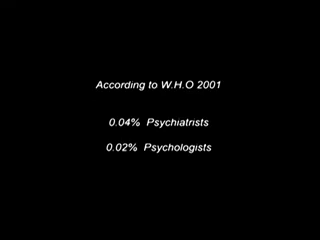 According to W.H.O 2001
0.04% Psychiatrists
0.02% Psychologists